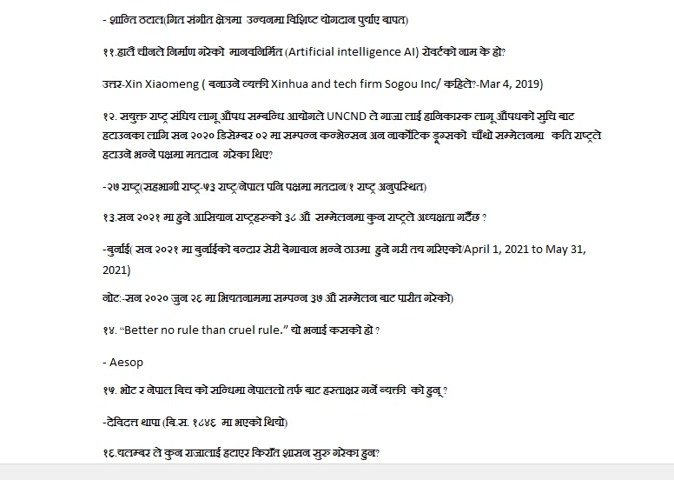 - शान्ति ठटाल(गित संगीत क्षेत्रमा उन्यनमा विशिष्ट योगदान पुर्याए बापत)
११.हालै चीनले निर्माण गरेको मानवनिर्मित (Artificial intelligence AI) रोबर्टको नाम के हो?
उत्तर-Xin Xiaomeng ( बनाउने व्यक्ती Xinhua and tech firm Sogou Inc/ कहिले?-Mar 4, 2019)
१२. सयुक्त राष्ट्र संघिय लागू औषध सम्बन्धि आयोगले UNCND ले गाजा लाई हानिकारक लागू औषधको सुचि बाट
हटाउनका लागि सन २०२० डिसेम्बर ०२ मा सम्पन्न कन्भेन्सन अन नार्कोटिक ड्रग्सको चौथो सम्मेलनमा कति राष्ट्रले
हटाउने भन्ने पक्षमा मतदान गरेका थिए?
-२७ राष्ट्र(सहभागी राष्ट्र-५३ राष्ट्र/नेपाल पनि पक्षमा मतदान/१ राष्ट्र अनुपस्थित)
१३.सन २०२१ मा हुने आसियान राष्ट्रहरुको ३८ औ सम्मेलनमा कुन राष्ट्रले अध्यक्षता गर्दैछ ?
-बुर्नाई( सन २०२१ मा बुर्नाईको बन्दार सेरी बेगावान भन्ने ठाउमा हुने गरी तय गरिएको/April 1, 2021 to May 31,
2021)
नोट:-सन २०२० जुन २६ मा भियतनाममा सम्पन्न ३७ औ सम्मेलन बाट पारीत गरेको)
१४. “Better no rule than cruel rule.” यो भनाई कसको हो ?
- Aesop
१५. भोट र नेपाल बिच को सन्धिमा नेपालतो तर्फ बाट हस्ताक्षर गर्ने व्यक्ती को हुन् ?
-देविदत्त थापा (बि.स. १८४६ मा भएको थियो)
१६.यलम्बर ले कुन राजालाई हटाएर किराँत शासन सुरु गरेका हुन?